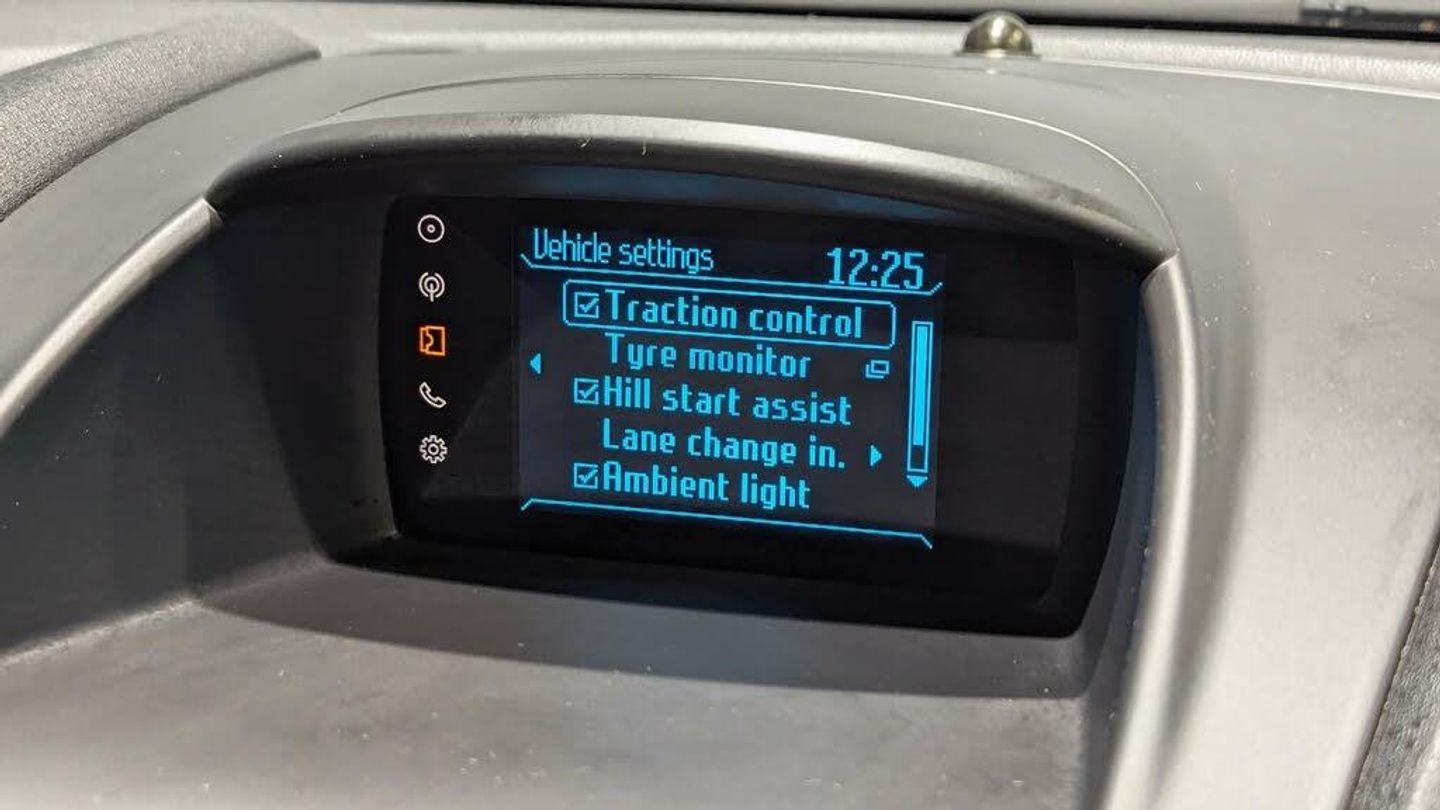 Vehicle settings
12:25
Traction control
Tyre monitor
Hill start assist
Lane change in.
Ambient light